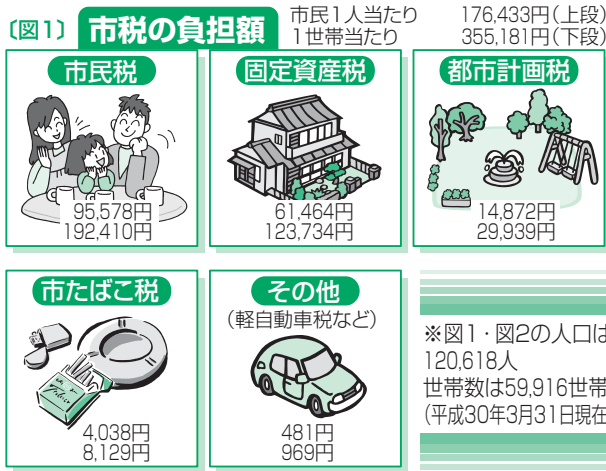 〔図1〕 市税の負担額
市民1人当たり 176,433円(上段)
1世帯当たり 355,181円(下段)
市民税
95,578円
192,410円
固定資産税
61,464円
123,734円
都市計画税
14,872円
29,939円
市たばこ税
4,038円
8,129円
その他
(軽自動車税など)
481円
969円
※図1・図2の人口は
120,618人
世帯数は59,916世帯
(平成30年3月31日現在